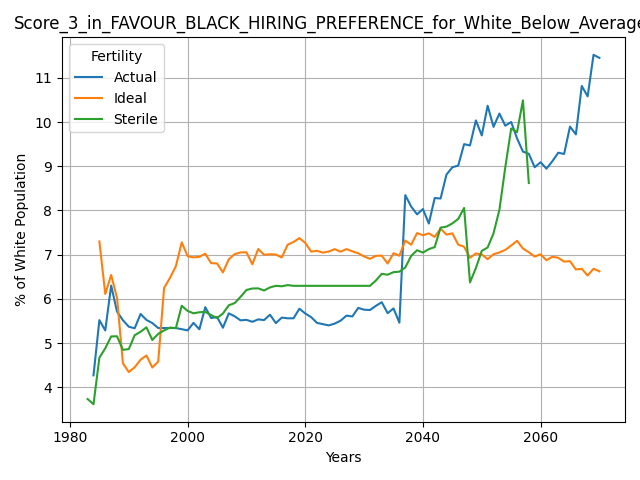 Score_3_in_FAVOUR_BLACK_HIRING_PREFERENCE_for_White_Below_Average
Fertility
Actual
Ideal
Sterile
% of White Population
11
10
9
8
7
6
5
4
1980 2000 2020 2040 2060
Years